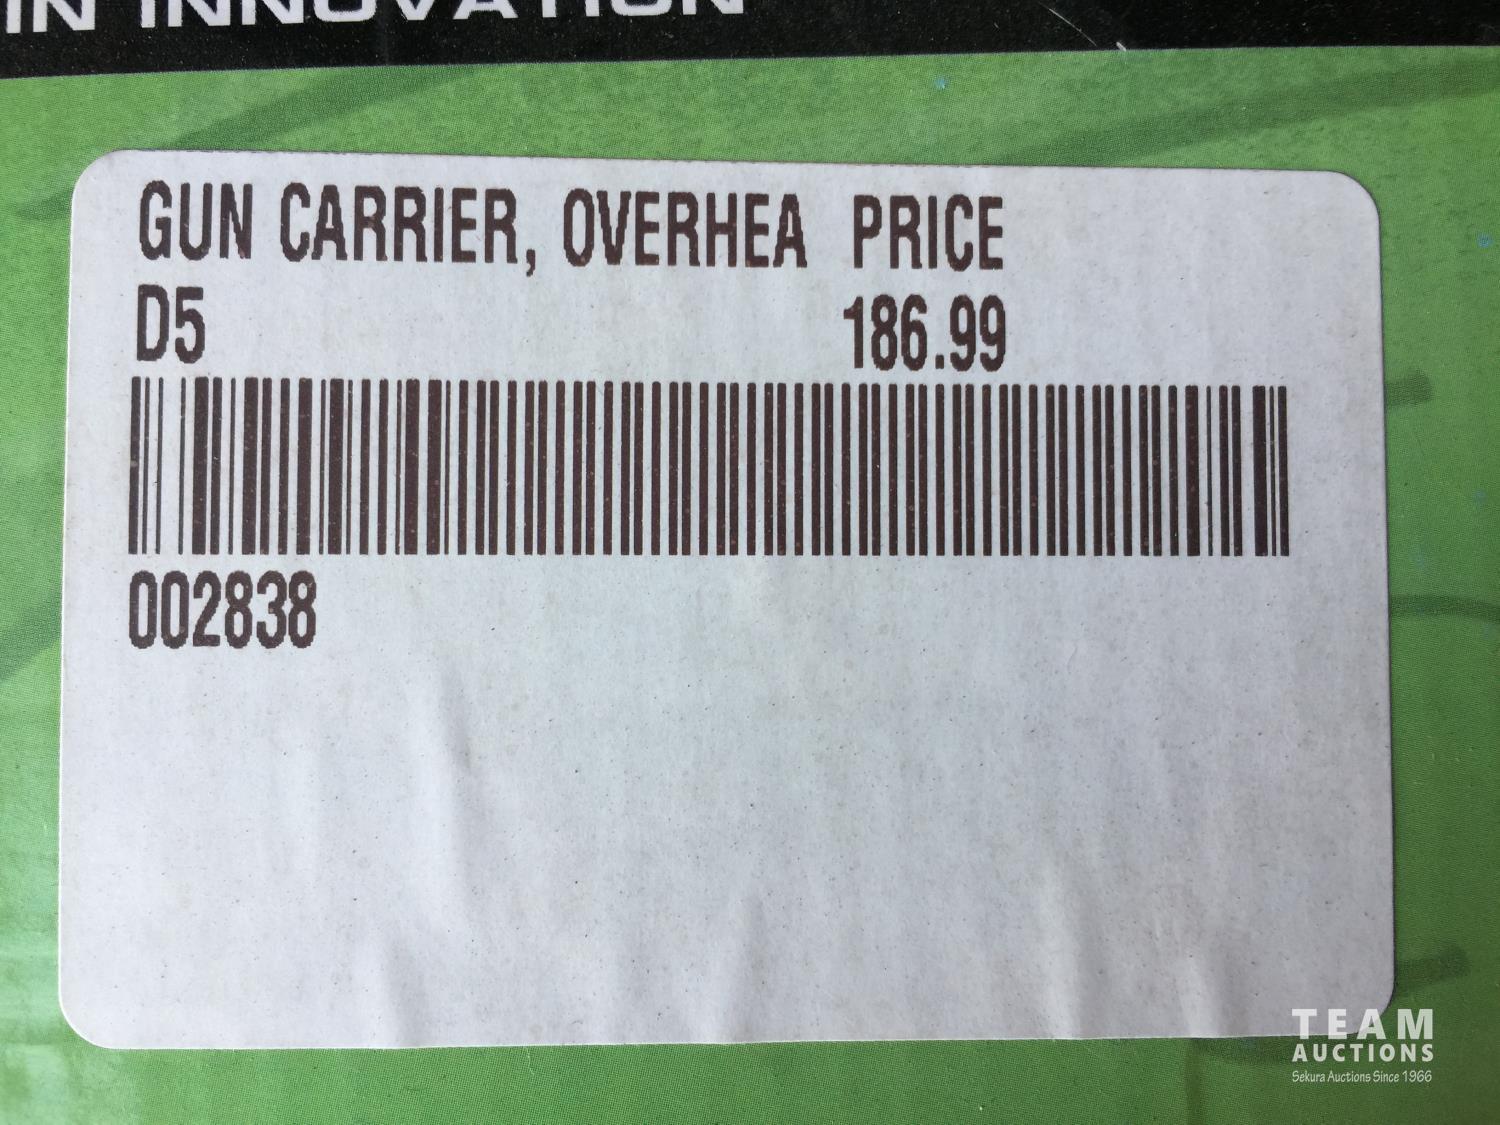 IN INNOVATION
GUN CARRIER, OVERHEA PRICE
D5 186.99
002838
TEAM
AUCTIONS
Sekura Auctions Since 1966